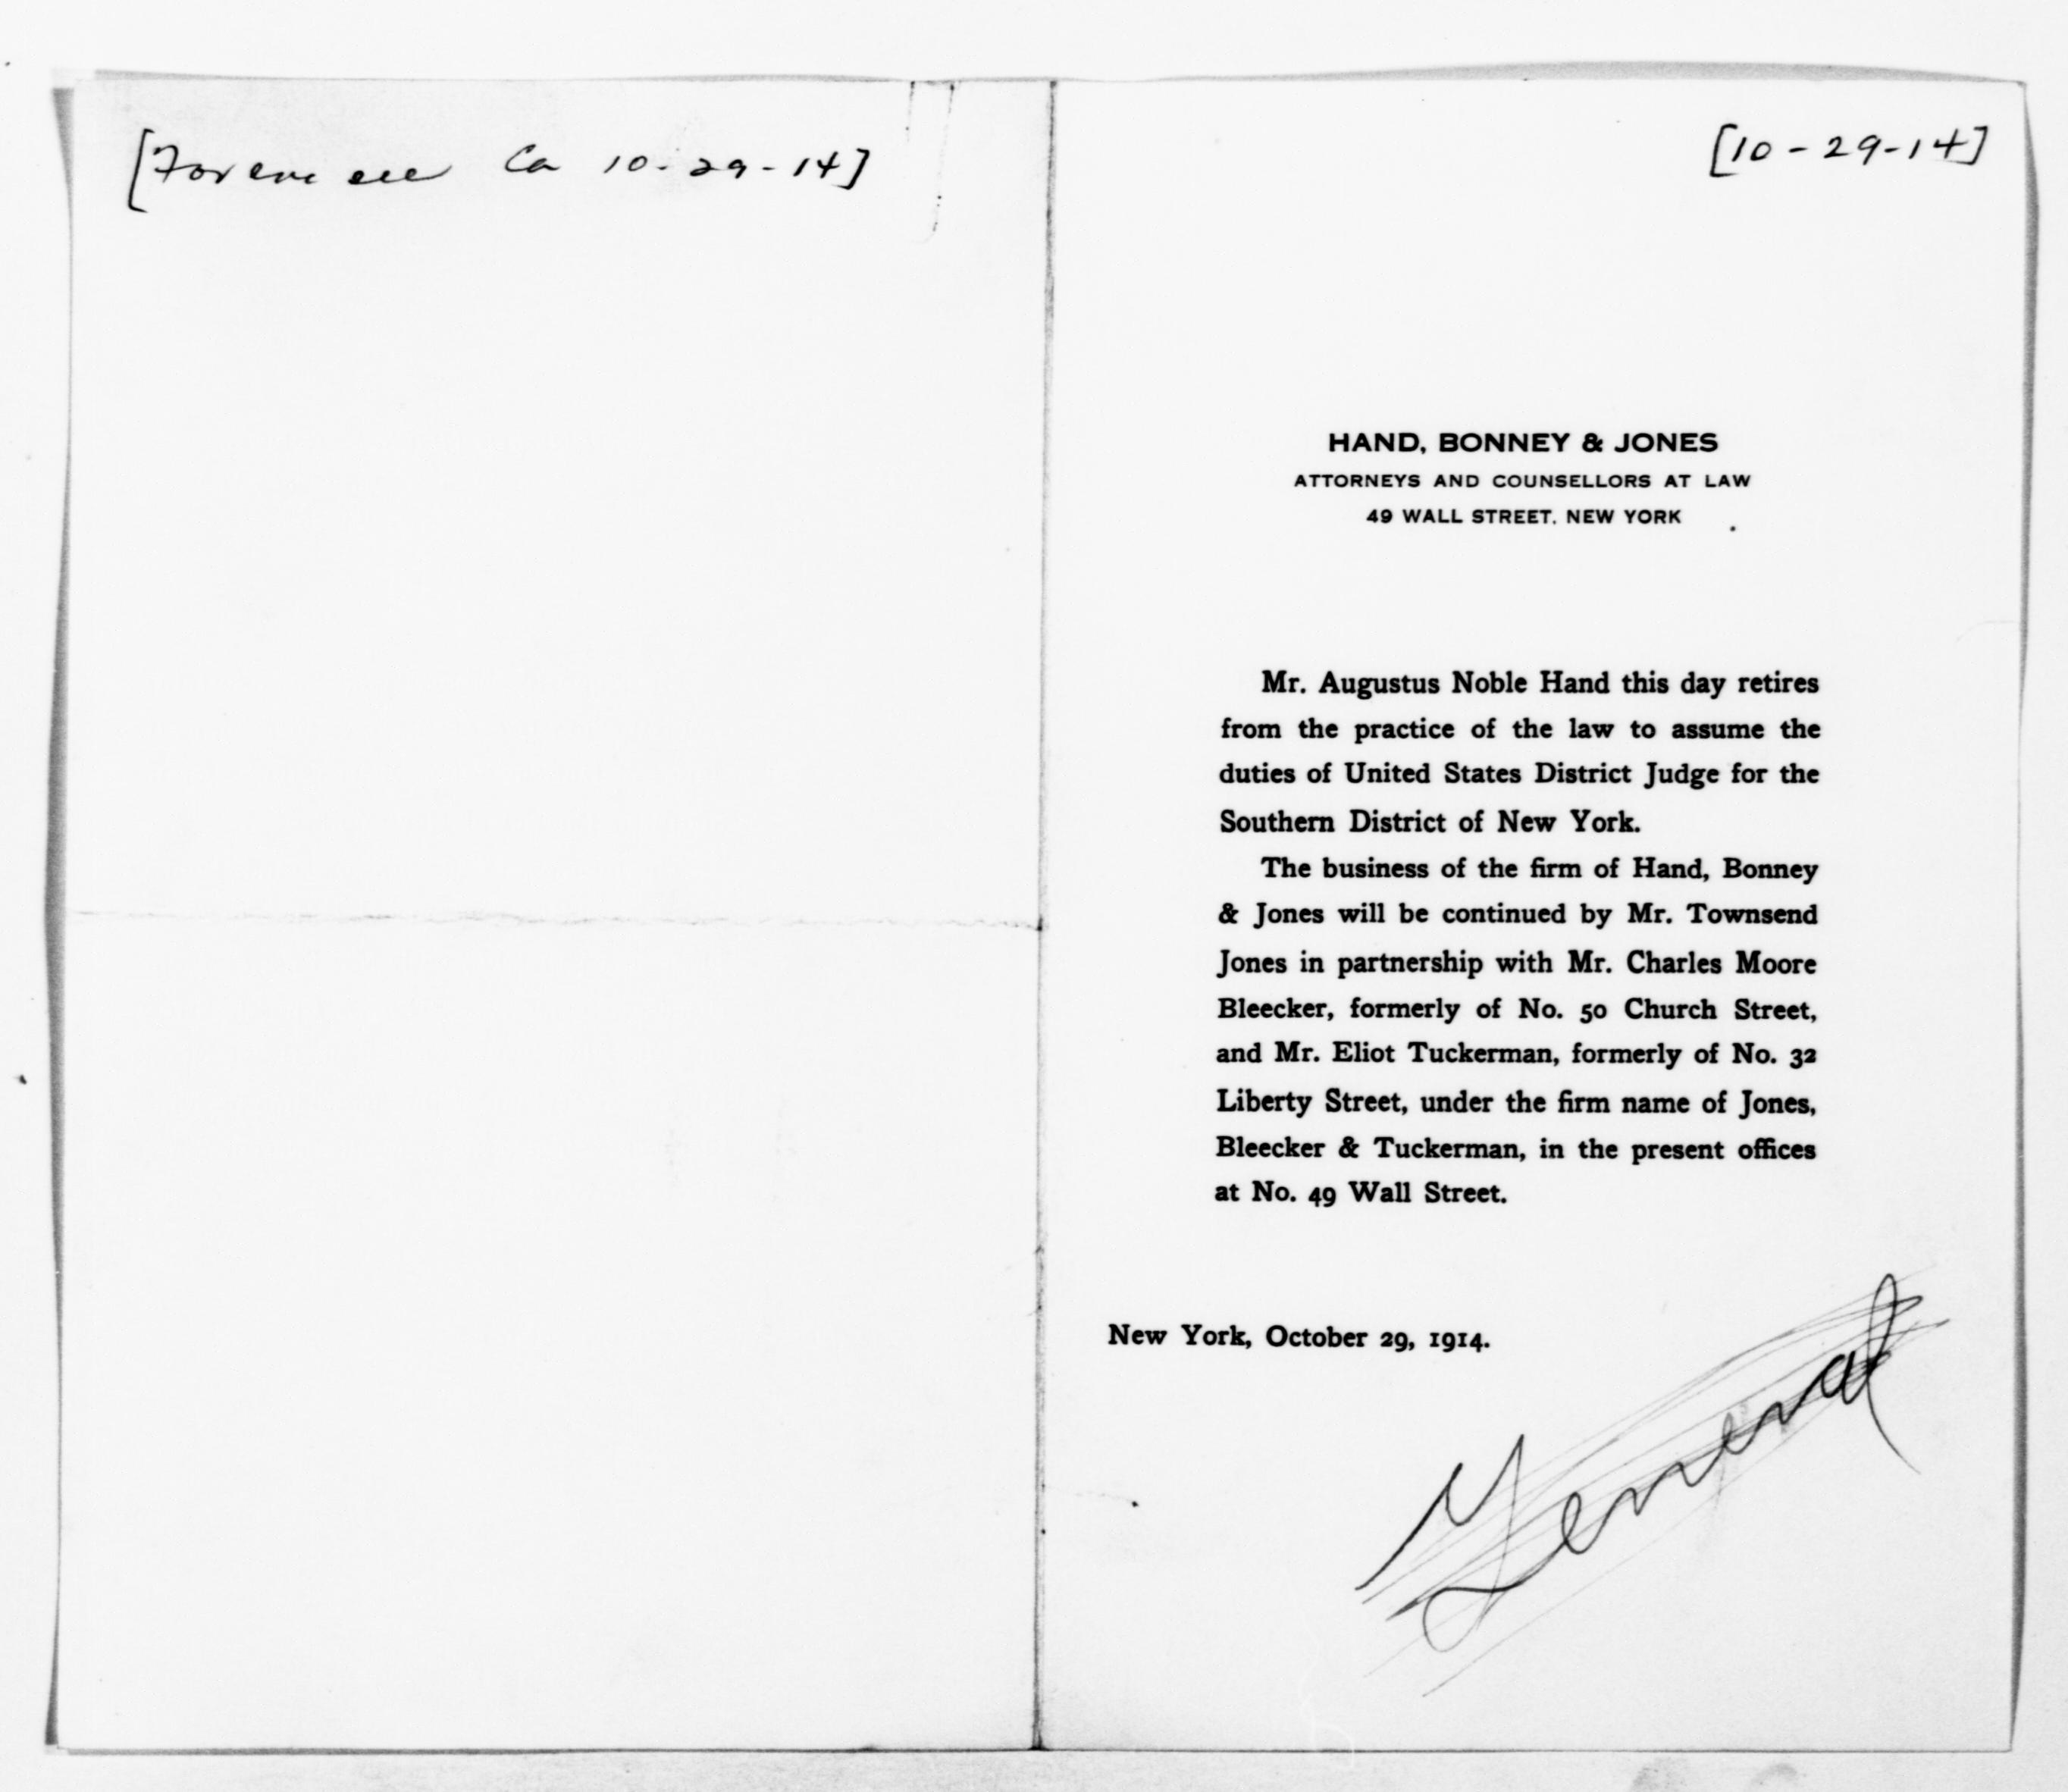 [For enc see Ca 10-29-14]
[10-29-14]
HAND, BONNEY & JONES
ATTORNEYS AND COUNSELLORS AT LAW
49 WALL STREET, NEW YORK
Mr. Augustus Noble Hand this day retires
from the practice of the law to assume the
duties of United States District Judge for the
Southern District of New York.
The business of the firm of Hand, Bonney
& Jones will be continued by Mr. Townsend
Jones in partnership with Mr. Charles Moore
Bleecker, formerly of No. 50 Church Street,
and Mr. Eliot Tuckerman, formerly of No. 32
Liberty Street, under the firm name of Jones,
Bleecker & Tuckerman, in the present offices
at No. 49 Wall Street.
New York, October 29, 1914.
General